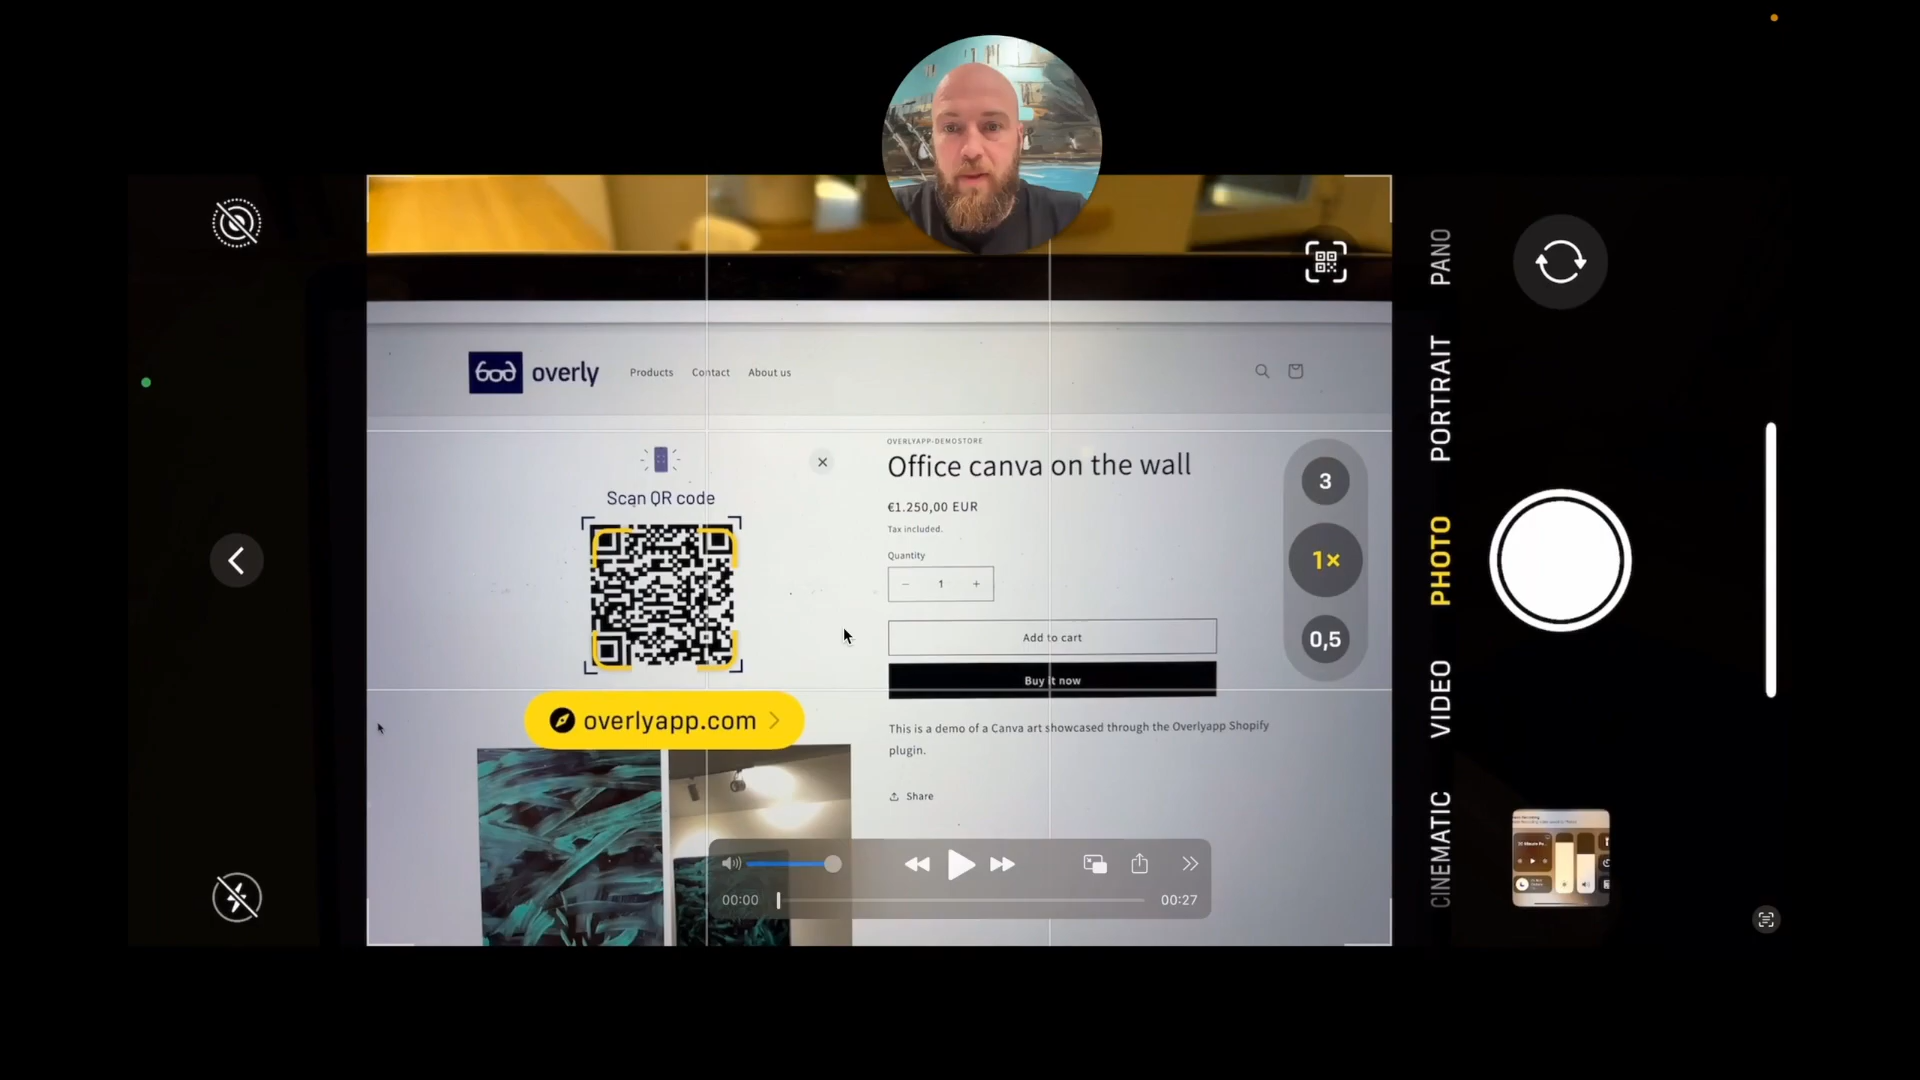 overly
Products Contact About us
OVERLYAPP-DEMOSTORE
Office canva on the wall
€1.250,00 EUR
Tax included.
Quantity
− 1 +
Add to cart
Buy it now
This is a demo of a Canva art showcased through the Overlyapp Shopify
plugin.
Share
Scan QR code
overlyapp.com
3
1×
0,5
PANO
PORTRAIT
PHOTO
VIDEO
CINEMATIC
00:00
00:27